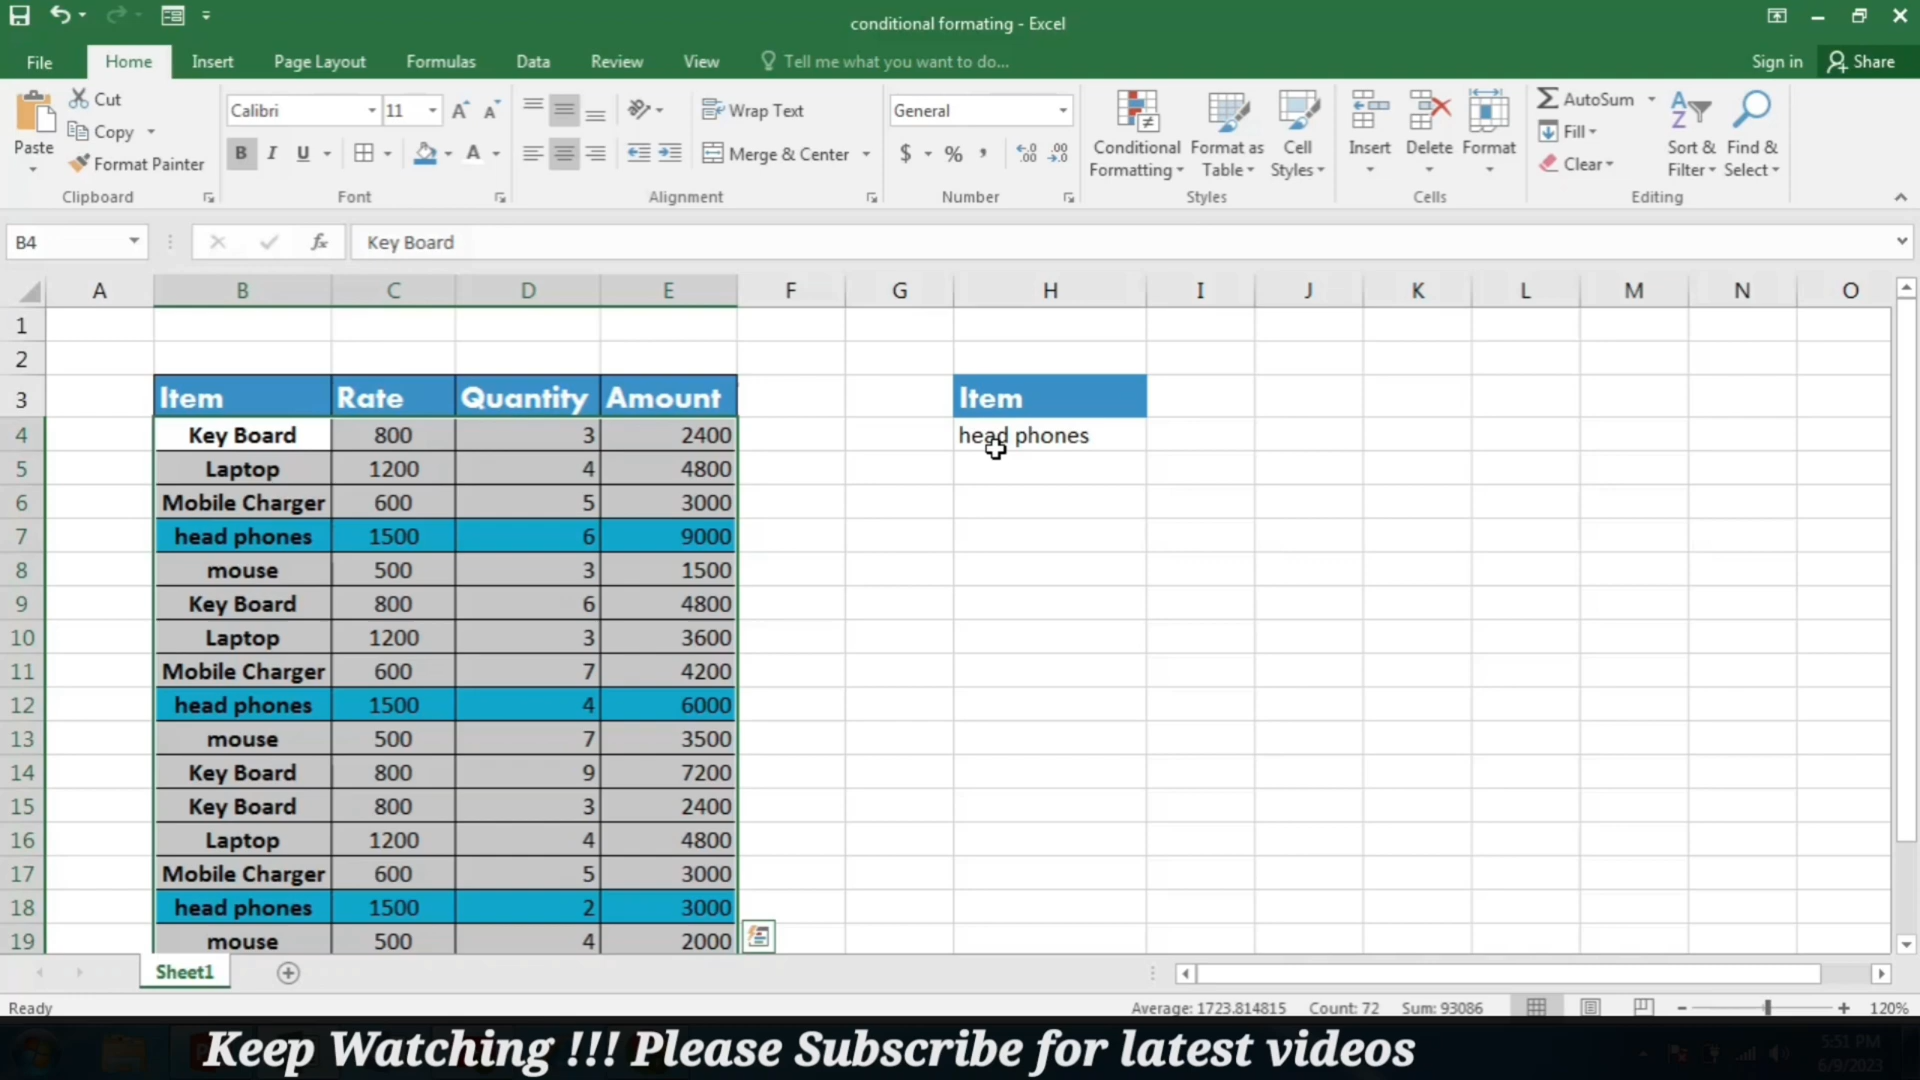 conditional formating - Excel
File Home Insert Page Layout Formulas Data Review View Tell me what you want to do... Sign in Share
Paste Cut Copy Format Painter Clipboard
Calibri 11 B I U A Font
Wrap Text Merge & Center Alignment
General $ % , Number
Conditional Formatting Format as Table Cell Styles Styles
Insert Delete Format Cells
AutoSum Fill Clear Sort & Filter Find & Select Editing
B4 fx Key Board
A B C D E F G H I J K L M N O
1
2
3 Item Rate Quantity Amount Item
4 Key Board 800 3 2400 head phones
5 Laptop 1200 4 4800
6 Mobile Charger 600 5 3000
7 head phones 1500 6 9000
8 mouse 500 3 1500
9 Key Board 800 6 4800
10 Laptop 1200 3 3600
11 Mobile Charger 600 7 4200
12 head phones 1500 4 6000
13 mouse 500 7 3500
14 Key Board 800 9 7200
15 Key Board 800 3 2400
16 Laptop 1200 4 4800
17 Mobile Charger 600 5 3000
18 head phones 1500 2 3000
19 mouse 500 4 2000
Sheet1
Ready Average: 1723.814815 Count: 72 Sum: 93086 120%
Keep Watching !!! Please Subscribe for latest videos
5:51 PM
6/9/2023